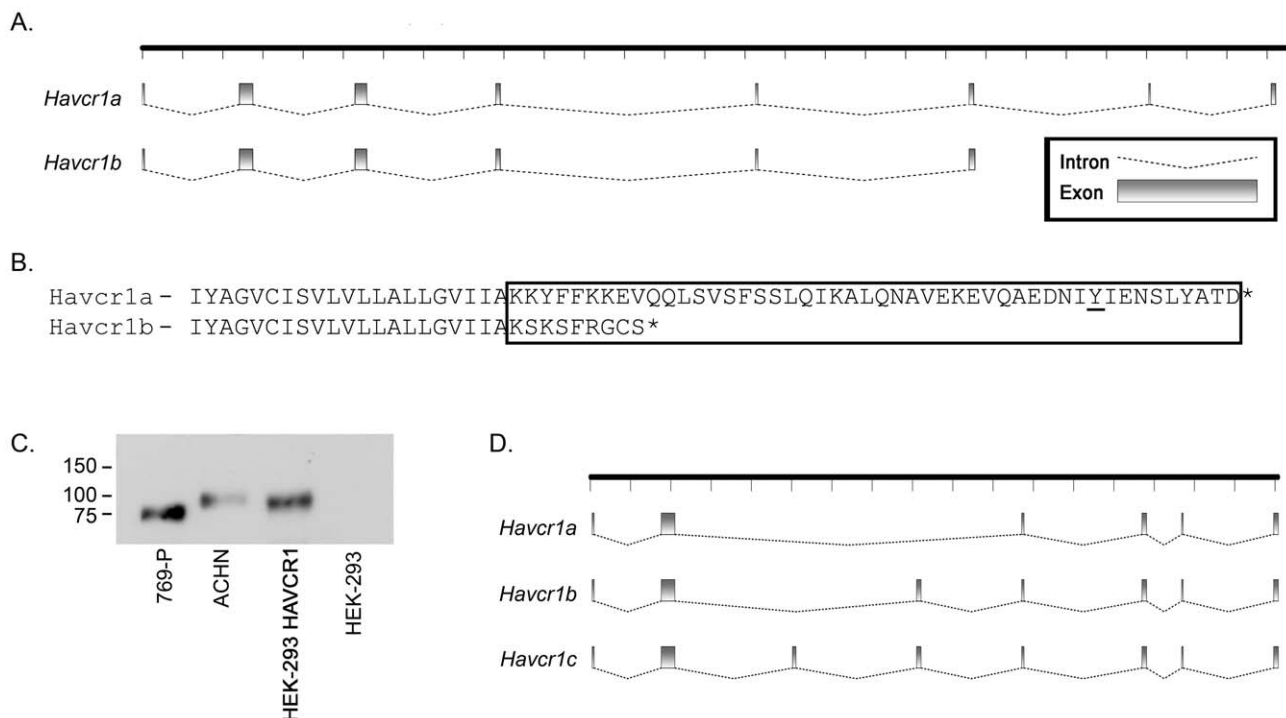 A.
Havcr1a
Havcr1b
Intron
Exon
B.
Havcr1a - IYAGVCISVLVLLALLGVIIAKKYFFKKEVQQLSVSFSSLQIKALQNAVEKEVQAEDNIYIENSLYATD*
Havcr1b - IYAGVCISVLVLLALLGVIIAKSKSFRGCS*
C.
150
100
75
769-P
ACHN
HEK-293 HAVCR1
HEK-293
D.
Havcr1a
Havcr1b
Havcr1c